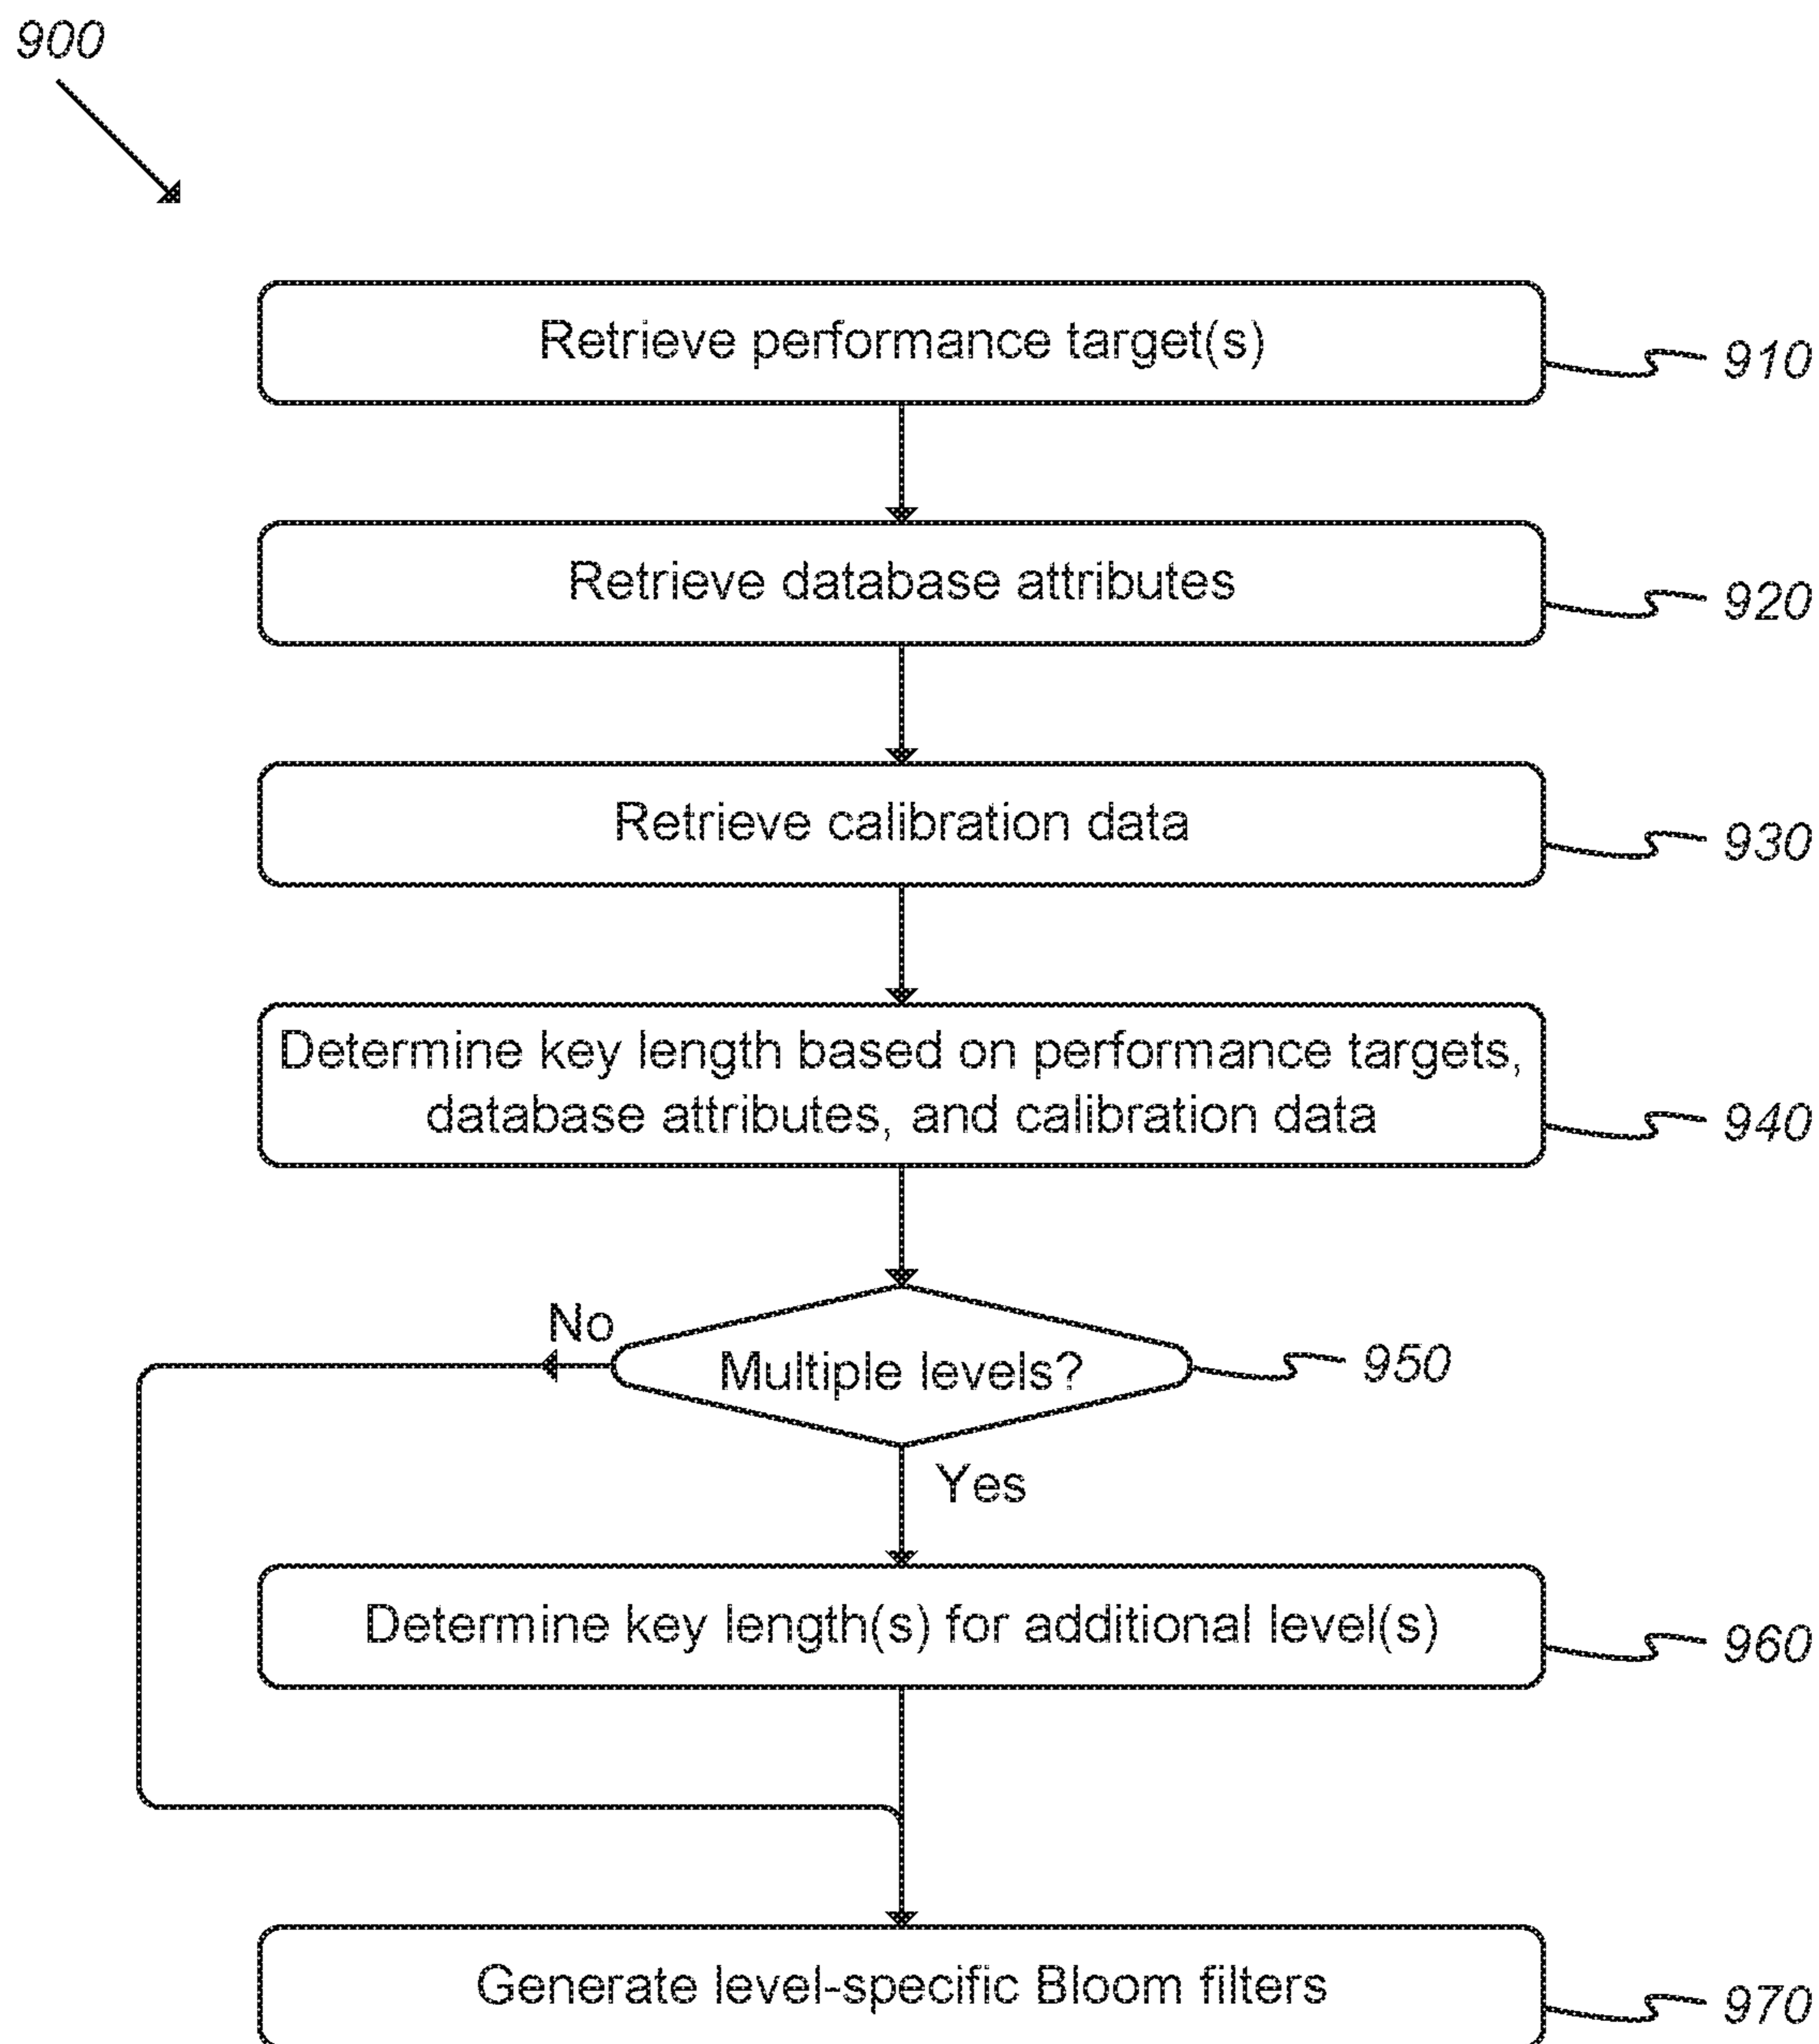 900
Retrieve performance target(s)
910
Retrieve database attributes
920
Retrieve calibration data
930
Determine key length based on performance targets,
database attributes, and calibration data
940
No
Multiple levels?
950
Yes
Determine key length(s) for additional level(s)
960
Generate level-specific Bloom filters
970